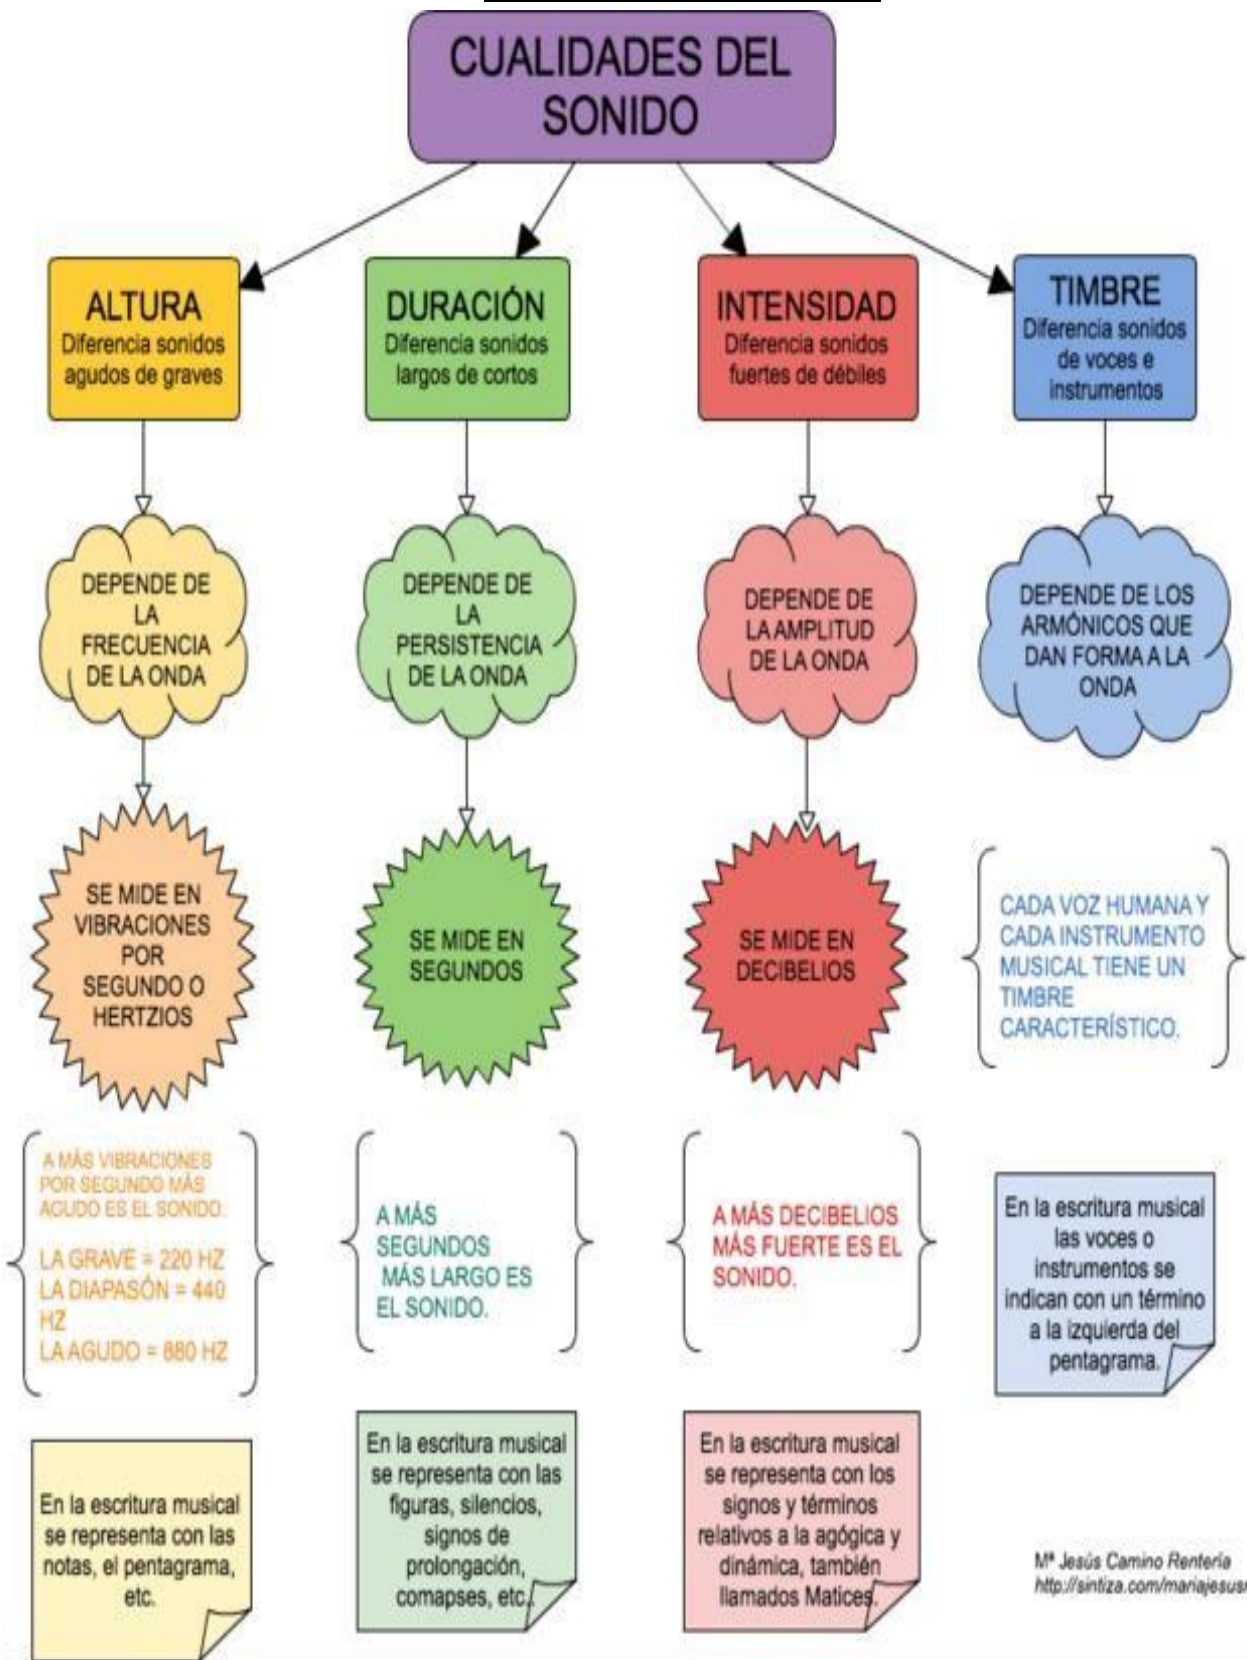 CUALIDADES DEL
SONIDO
ALTURA
Diferencia sonidos
agudos de graves
DURACIÓN
Diferencia sonidos
largos de cortos
INTENSIDAD
Diferencia sonidos
fuertes de débiles
TIMBRE
Diferencia sonidos
de voces e
instrumentos
DEPENDE DE
LA
FRECUENCIA
DE LA ONDA
DEPENDE DE
LA
PERSISTENCIA
DE LA ONDA
DEPENDE DE
LA AMPLITUD
DE LA ONDA
DEPENDE DE LOS
ARMÓNICOS QUE
DAN FORMA A LA
ONDA
SE MIDE EN
VIBRACIONES
POR
SEGUNDO O
HERTZIOS
SE MIDE EN
SEGUNDOS
SE MIDE EN
DECIBELIOS
CADA VOZ HUMANA Y
CADA INSTRUMENTO
MUSICAL TIENE UN
TIMBRE
CARACTERÍSTICO.
A MÁS VIBRACIONES
POR SEGUNDO MÁS
AGUDO ES EL SONIDO.
LA GRAVE = 220 HZ
LA DIAPASÓN = 440
HZ
LA AGUDO = 880 HZ
A MÁS
SEGUNDOS
MÁS LARGO ES
EL SONIDO.
A MÁS DECIBELIOS
MÁS FUERTE ES EL
SONIDO.
En la escritura musical
las voces o
instrumentos se
indican con un término
a la izquierda del
pentagrama.
En la escritura musical
se representa con las
notas, el pentagrama,
etc.
En la escritura musical
se representa con las
figuras, silencios,
signos de
prolongación,
comapses, etc.
En la escritura musical
se representa con los
signos y términos
relativos a la agógica y
dinámica, también
llamados Matices.
Mª Jesús Camino Rentería
http://sintiza.com/mariajesus